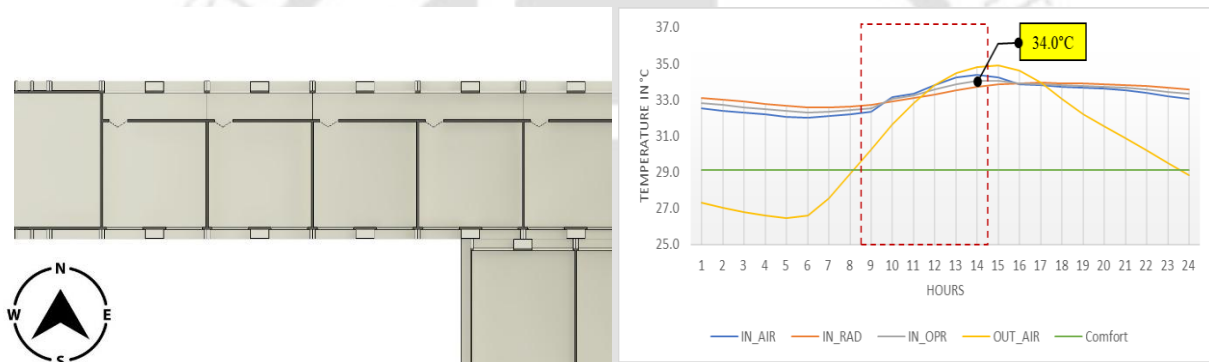 N
W
E
S
37.0
35.0
33.0
31.0
29.0
27.0
25.0
TEMPERATURE IN °C
34.0°C
1 2 3 4 5 6 7 8 9 10 11 12 13 14 15 16 17 18 19 20 21 22 23 24
HOURS
IN_AIR IN_RAD IN_OPR OUT_AIR Comfort